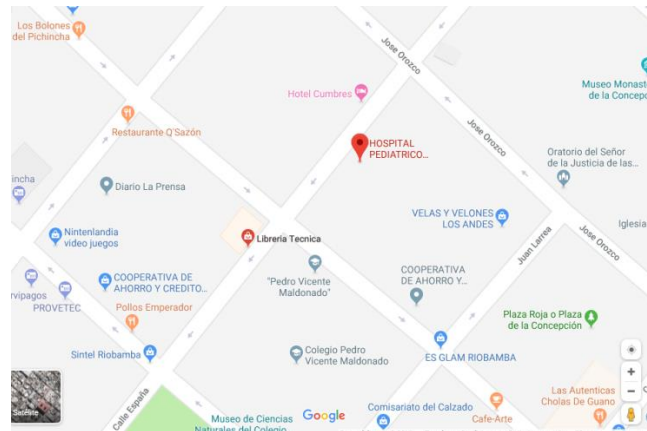 Los Bolones
del Pichincha
Jose Orozco
Museo Monast
de la Concepc
Hotel Cumbres
Restaurante Q´Sazón
HOSPITAL
PEDIATRICO...
Jose Orozco
Oratorio del Señor
de la Justicia de las...
incha
Diario La Prensa
VELAS Y VELONES
LOS ANDES
Iglesia
Nintenlandia
video juegos
Libreria Tecnica
Juan Larrea
Jose Orozco
COOPERATIVA DE
AHORRO Y CREDITO...
"Pedro Vicente
Maldonado"
COOPERATIVA
DE AHORRO Y...
rvipagos
PROVETEC
Pollos Emperador
Plaza Roja o Plaza
de la Concepción
Sintel Riobamba
Colegio Pedro
Vicente Maldonado
ES GLAM RIOBAMBA
Satélite
Calle España
Museo de Ciencias
Naturales del Colegio
Google
Comisariato del Calzado
Cafe-Arte
Las Autenticas
Cholas De Guano